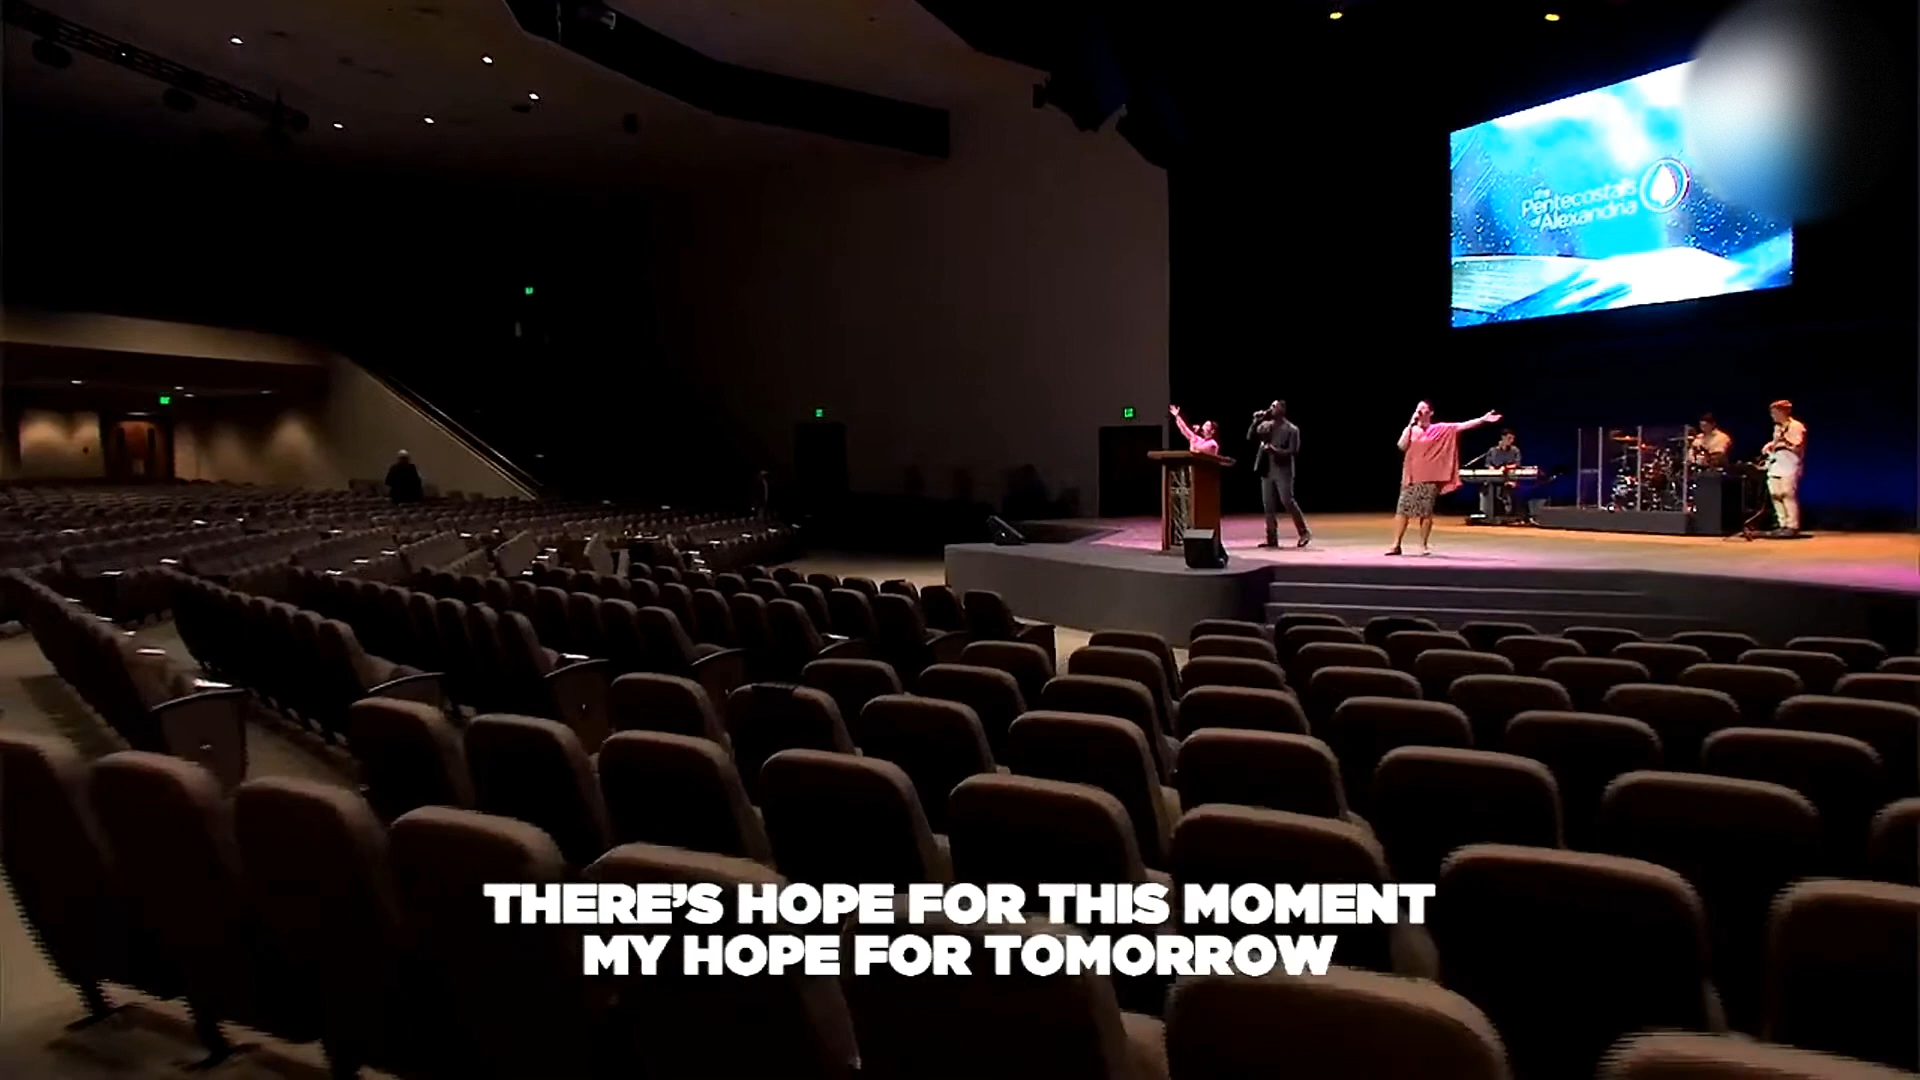 the
Pentecostals
of Alexandria
THERE'S HOPE FOR THIS MOMENT
MY HOPE FOR TOMORROW